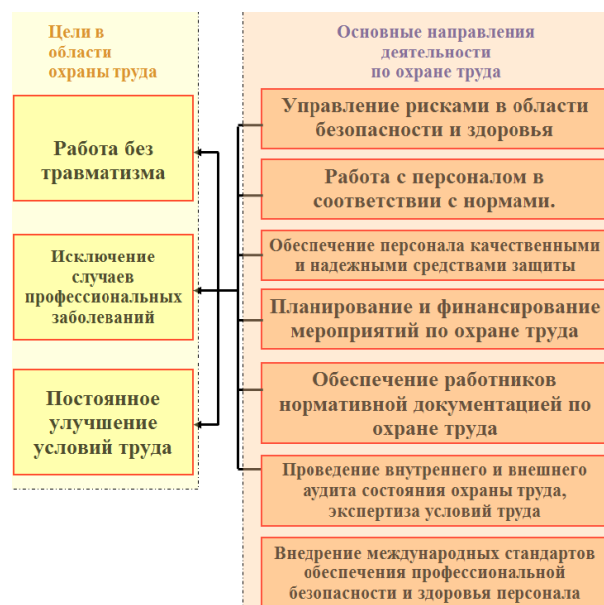 Цели в
области
охраны труда
Работа без
травматизма
Исключение
случаев
профессиональных
заболеваний
Постоянное
улучшение
условий труда
Основные направления
деятельности
по охране труда
Управление рисками в области
безопасности и здоровья
Работа с персоналом в
соответствии с нормами.
Обеспечение персонала качественными
и надежными средствами защиты
Планирование и финансирование
мероприятий по охране труда
Обеспечение работников
нормативной документацией по
охране труда
Проведение внутреннего и внешнего
аудита состояния охраны труда,
экспертиза условий труда
Внедрение международных стандартов
обеспечения профессиональной
безопасности и здоровья персонала